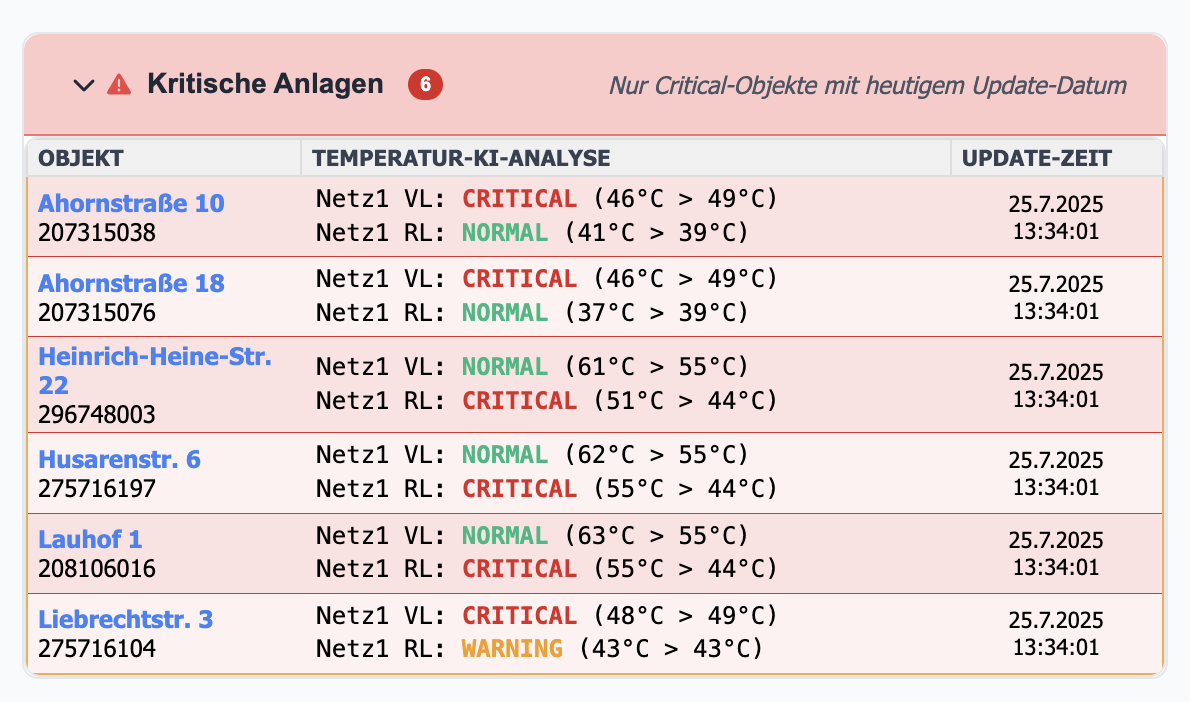 Kritische Anlagen 6 Nur Critical-Objekte mit heutigem Update-Datum
OBJEKT TEMPERATUR-KI-ANALYSE UPDATE-ZEIT
Ahornstraße 10
207315038
Netz1 VL: CRITICAL (46°C > 49°C)
Netz1 RL: NORMAL (41°C > 39°C)
25.7.2025
13:34:01
Ahornstraße 18
207315076
Netz1 VL: CRITICAL (46°C > 49°C)
Netz1 RL: NORMAL (37°C > 39°C)
25.7.2025
13:34:01
Heinrich-Heine-Str.
22
296748003
Netz1 VL: NORMAL (61°C > 55°C)
Netz1 RL: CRITICAL (51°C > 44°C)
25.7.2025
13:34:01
Husarenstr. 6
275716197
Netz1 VL: NORMAL (62°C > 55°C)
Netz1 RL: CRITICAL (55°C > 44°C)
25.7.2025
13:34:01
Lauhof 1
208106016
Netz1 VL: NORMAL (63°C > 55°C)
Netz1 RL: CRITICAL (55°C > 44°C)
25.7.2025
13:34:01
Liebrechtstr. 3
275716104
Netz1 VL: CRITICAL (48°C > 49°C)
Netz1 RL: WARNING (43°C > 43°C)
25.7.2025
13:34:01